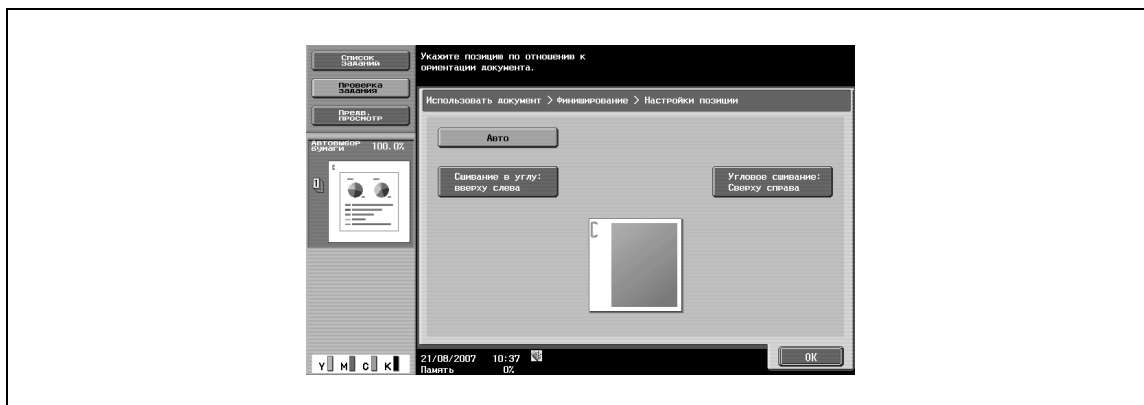 Список
заданий
Проверка
задания
Предв.
просмотр
Автовыбор
бумаги 100.0%
Укажите позицию по отношению к
ориентации документа.
Использовать документ > Финиширование > Настройки позиции
Авто
Сшивание в углу:
вверху слева
Угловое сшивание:
Сверху справа
OK
Y M C K
21/08/2007 10:37
Память 0%